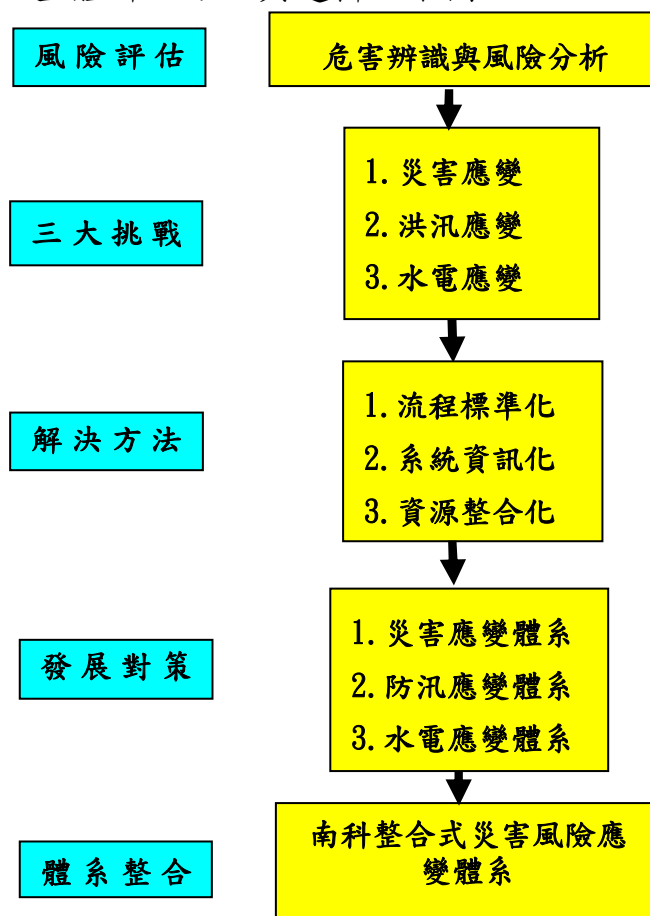 風險評估
危害辨識與風險分析
三大挑戰
1.災害應變
2.洪汛應變
3.水電應變
解決方法
1.流程標準化
2.系統資訊化
3.資源整合化
發展對策
1.災害應變體系
2.防汛應變體系
3.水電應變體系
體系整合
南科整合式災害風險應
變體系